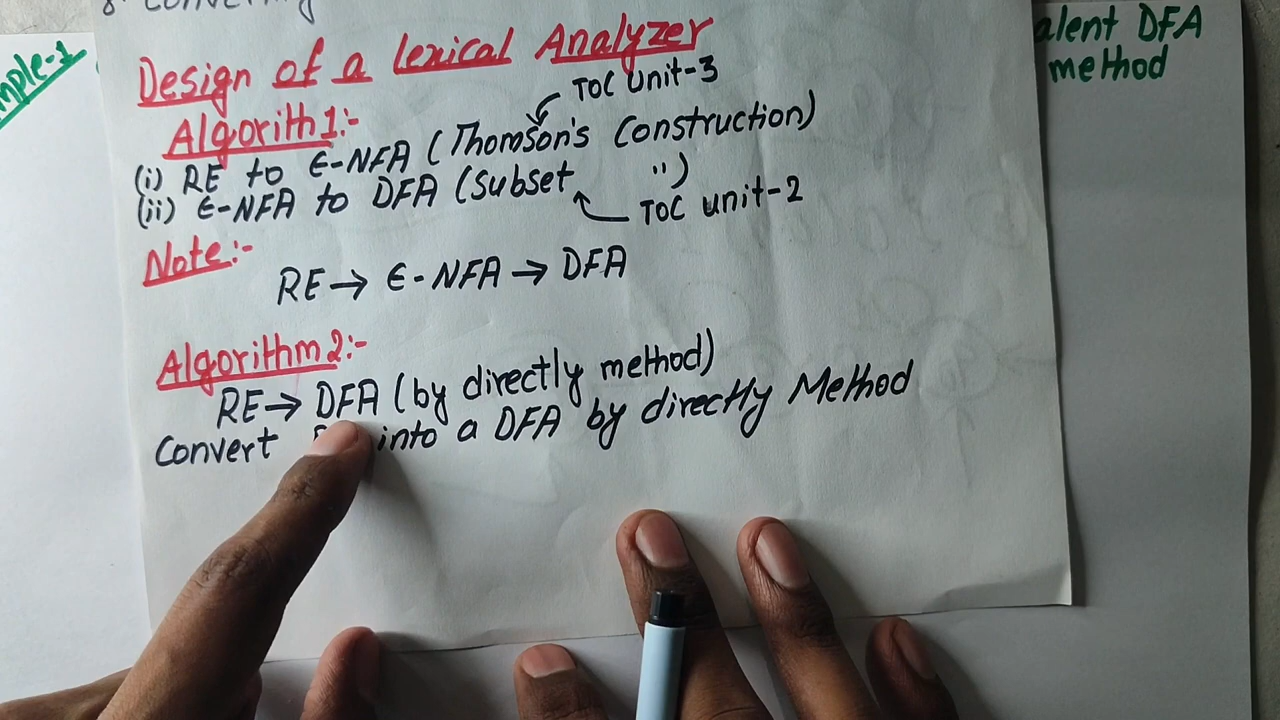 Design of a lexical Analyzer
TOC Unit-3
Algorith1:-
(i) RE to ∈-NFA (Thomson's Construction)
(ii) ∈-NFA to DFA (Subset ")
TOC unit-2
Note:-
RE → ∈-NFA → DFA
Algorithm2:-
RE → DFA (by directly method)
Convert into a DFA by directly Method
alent DFA
method
mple-1